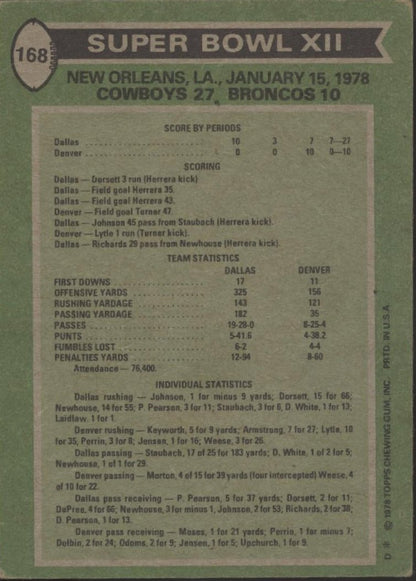 168
SUPER BOWL XII
NEW ORLEANS, LA., JANUARY 15, 1978
COWBOYS 27, BRONCOS 10
SCORE BY PERIODS
Dallas 10 3 7 7—27
Denver 0 0 10 0—10
SCORING
Dallas — Dorsett 3 run (Herrera kick)
Dallas — Field goal Herrera 35.
Dallas — Field goal Herrera 43.
Denver — Field goal Turner 47.
Dallas — Johnson 45 pass from Staubach (Herrera kick).
Denver — Lytle 1 run (Turner kick).
Dallas — Richards 29 pass from Newhouse (Herrera kick).
TEAM STATISTICS
DALLAS DENVER
FIRST DOWNS 17 11
OFFENSIVE YARDS 325 156
RUSHING YARDAGE 143 121
PASSING YARDAGE 182 35
PASSES 19-28-0 8-25-4
PUNTS 5-41.6 4-38.2
FUMBLES LOST 6-2 4-4
PENALTIES YARDS 12-94 8-60
Attendance — 76,400.
INDIVIDUAL STATISTICS
Dallas rushing — Johnson, 1 for minus 9 yards; Dorsett, 15 for 66;
Newhouse, 14 for 55; P. Pearson, 3 for 11; Staubach, 3 for 6, D. White, 1 for 13;
Laidlaw, 1 for 1.
Denver rushing — Keyworth, 5 for 9 yards; Armstrong, 7 for 27; Lytle, 10
for 35, Perrin, 3 for 8; Jensen, 1 for 16; Weese, 3 for 26.
Dallas passing — Staubach, 17 of 25 for 183 yards; D. White, 1 of 2 for 5;
Newhouse, 1 of 1 for 29.
Denver passing — Morton, 4 of 15 for 39 yards (four intercepted) Weese, 4
of 10 for 22.
Dallas pass receiving — P. Pearson, 5 for 37 yards; Dorsett, 2 for 11;
DuPree, 4 for 66; Newhouse, 3 for minus 1, Johnson, 2 for 53; Richards, 2 for 38;
D. Pearson, 1 for 13.
Denver pass receiving — Moses, 1 for 21 yards; Perrin, 1 for minus 7;
Dolbin, 2 for 24; Odoms, 2 for 9; Jensen, 1 for 5; Upchurch, 1 for 9.
D * © 1978 TOPPS CHEWING GUM, INC. PRTD. IN U.S.A.